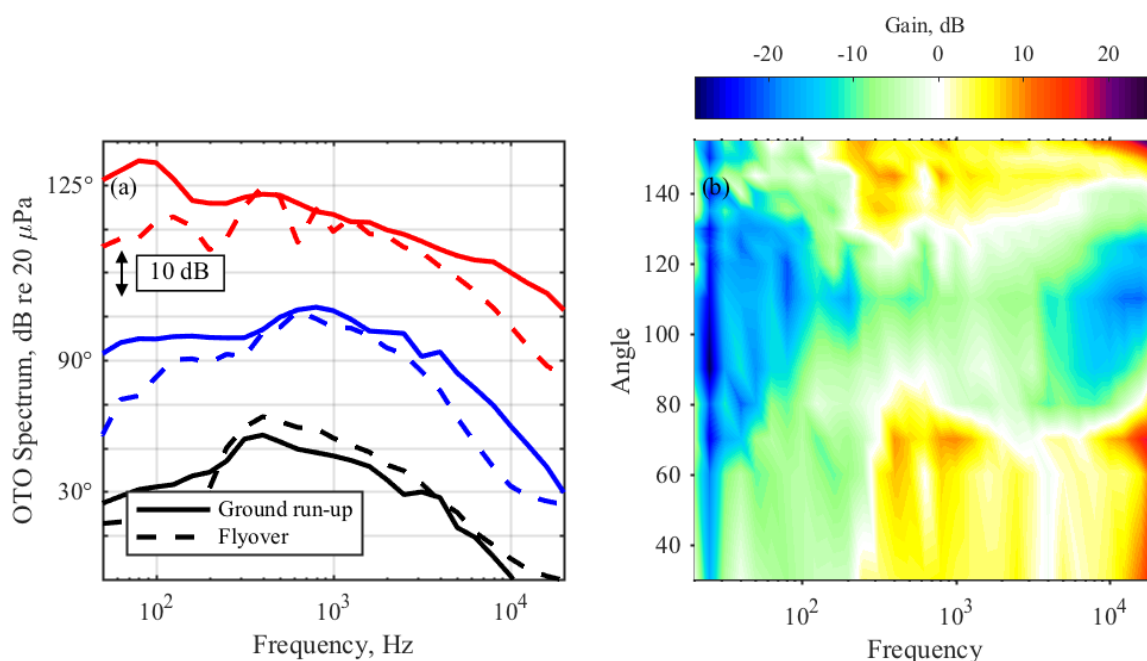 Gain, dB
-20 -10 0 10 20
OTO Spectrum, dB re 20 μPa
125°
90°
30°
(a)
10 dB
Ground run-up
Flyover
10² 10³ 10⁴
Frequency, Hz
(b)
Angle
140
120
100
80
60
40
10² 10³ 10⁴
Frequency